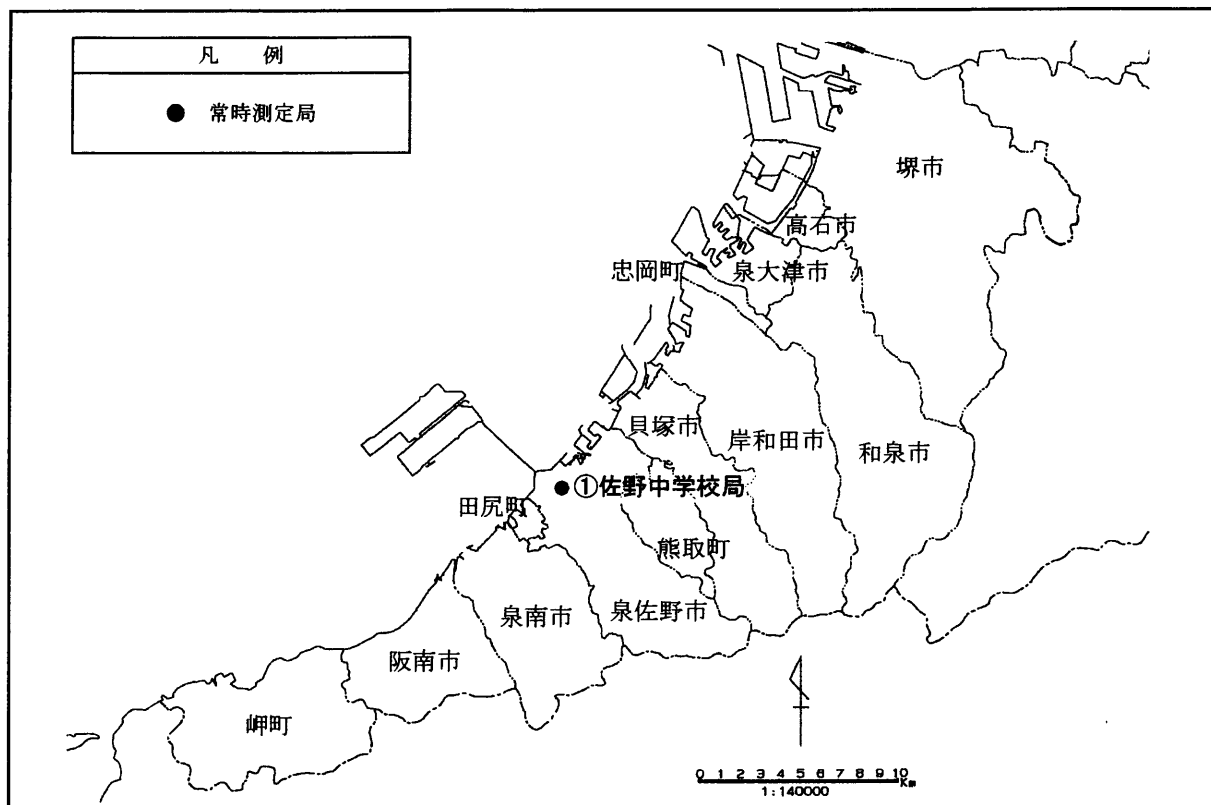 凡 例
● 常時測定局
堺市
高石市
忠岡町
泉大津市
貝塚市
岸和田市
和泉市
①佐野中学校局
田尻町
熊取町
泉南市
泉佐野市
阪南市
岬町
0 1 2 3 4 5 6 7 8 9 10
Km
1:140000